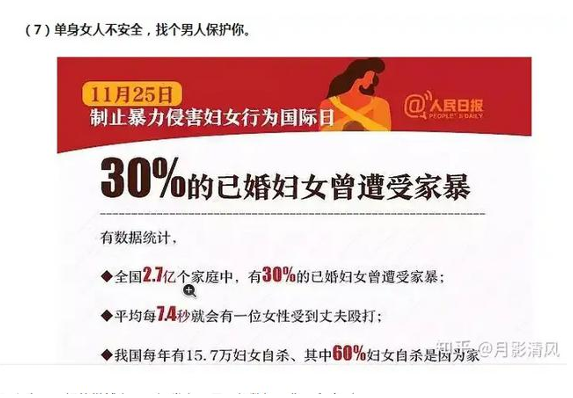 （7）单身女人不安全，找个男人保护你。
11月25日
@人民日报
PEOPLE'S DAILY
制止暴力侵害妇女行为国际日
30%的已婚妇女曾遭受家暴
有数据统计，
◆全国2.7亿个家庭中，有30%的已婚妇女曾遭受家暴；
◆平均每7.4秒就会有一位女性受到丈夫殴打；
◆我国每年有15.7万妇女自杀、其中60%妇女自杀是因为家
知乎 @月影清风